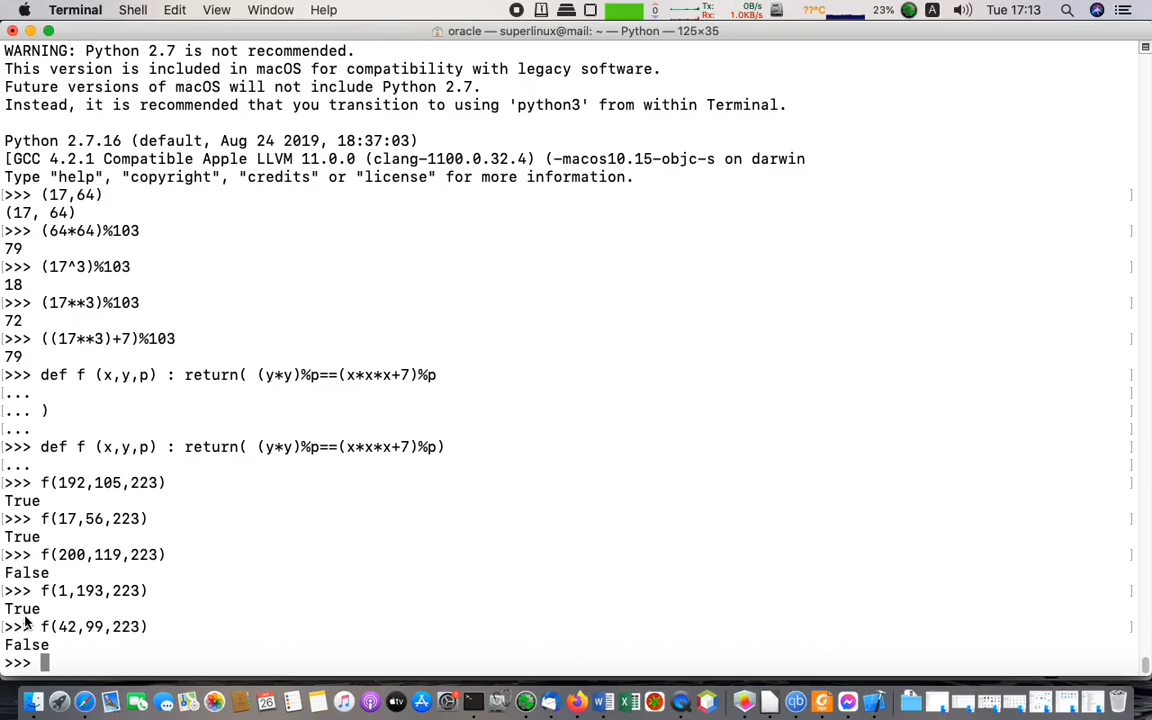 Terminal Shell Edit View Window Help Tx: 0B/s Rx: 1.0KB/s ??°C 23% A Tue 17:13
oracle — superlinux@mail: ~ — Python — 125×35
WARNING: Python 2.7 is not recommended.
This version is included in macOS for compatibility with legacy software.
Future versions of macOS will not include Python 2.7.
Instead, it is recommended that you transition to using 'python3' from within Terminal.
Python 2.7.16 (default, Aug 24 2019, 18:37:03)
[GCC 4.2.1 Compatible Apple LLVM 11.0.0 (clang-1100.0.32.4) (-macos10.15-objc-s on darwin
Type "help", "copyright", "credits" or "license" for more information.
[>>> (17,64) ]
(17, 64)
[>>> (64*64)%103 ]
79
[>>> (17^3)%103 ]
18
[>>> (17**3)%103 ]
72
[>>> ((17**3)+7)%103 ]
79
[>>> def f (x,y,p) : return( (y*y)%p==(x*x*x+7)%p ]
[... ]
[... ) ]
[... ]
[>>> def f (x,y,p) : return( (y*y)%p==(x*x*x+7)%p) ]
[... ]
[>>> f(192,105,223) ]
True
[>>> f(17,56,223) ]
True
[>>> f(200,119,223) ]
False
[>>> f(1,193,223) ]
True
[>>> f(42,99,223) ]
False
>>>